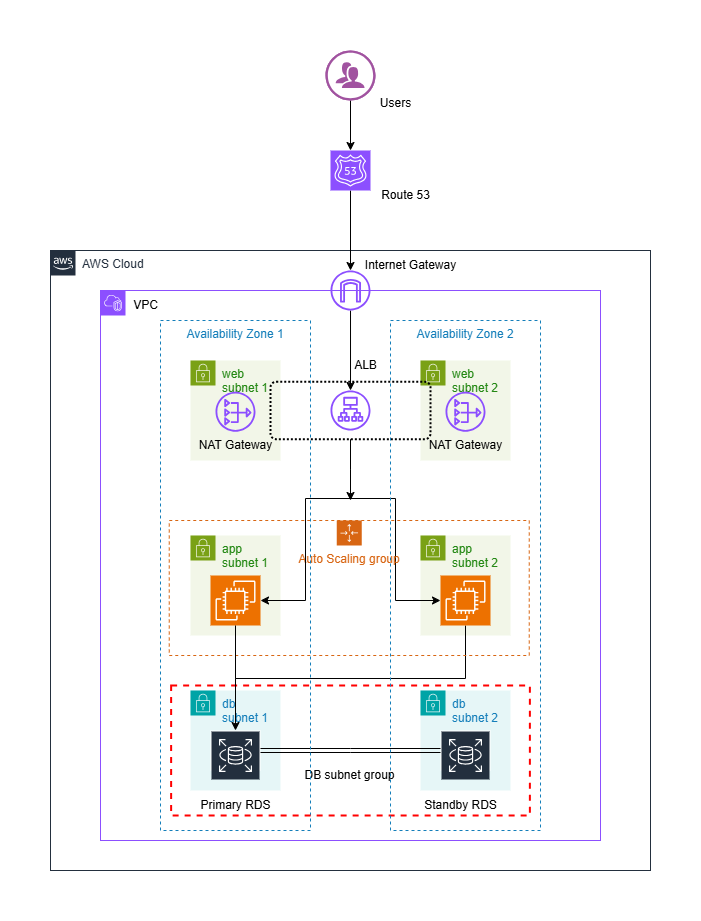 Users
53
Route 53
aws
AWS Cloud
Internet Gateway
VPC
Availability Zone 1
Availability Zone 2
ALB
web
subnet 1
web
subnet 2
NAT Gateway
NAT Gateway
app
subnet 1
Auto Scaling group
app
subnet 2
db
subnet 1
db
subnet 2
DB subnet group
Primary RDS
Standby RDS